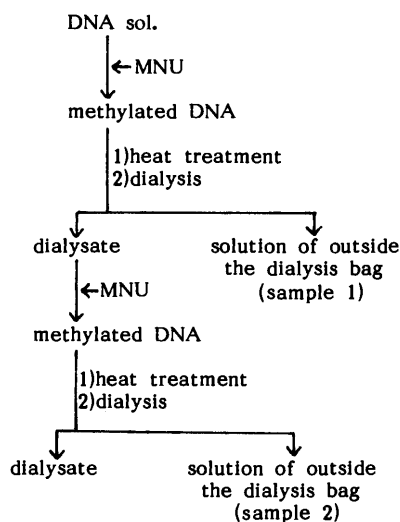 DNA sol.
←MNU
methylated DNA
1)heat treatment
2)dialysis
dialysate
solution of outside
the dialysis bag
(sample 1)
←MNU
methylated DNA
1)heat treatment
2)dialysis
dialysate
solution of outside
the dialysis bag
(sample 2)